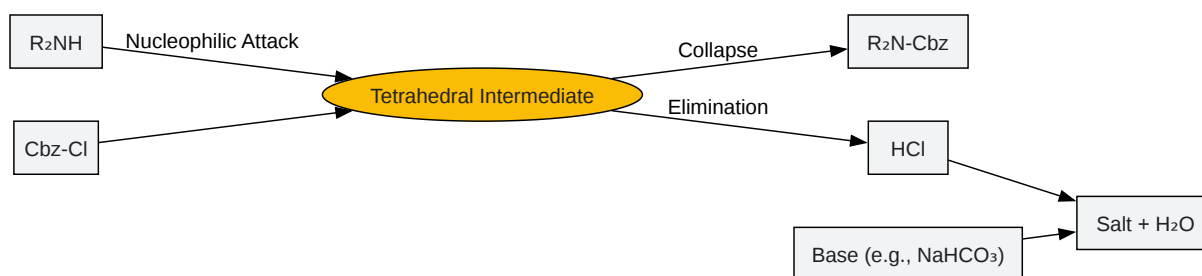 R₂NH
Nucleophilic Attack
Collapse
R₂N-Cbz
Tetrahedral Intermediate
Elimination
Cbz-Cl
HCl
Salt + H₂O
Base (e.g., NaHCO₃)